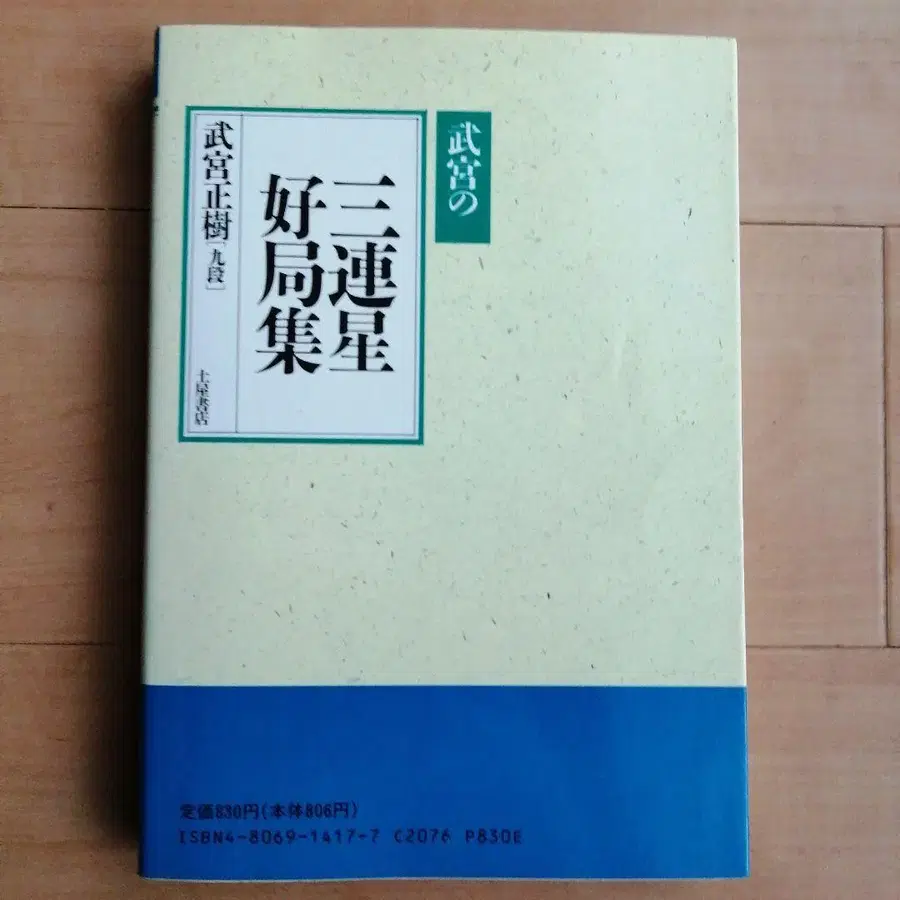 武宮の
三連星
好局集
武宮正樹[九段]
土屋書店
定価830円(本体806円)
ISBN4-8069-1417-7 C2076 P830E